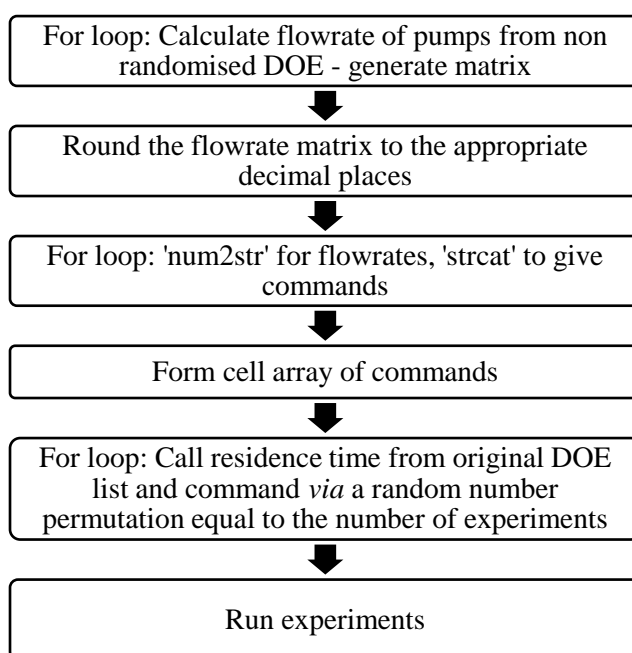 For loop: Calculate flowrate of pumps from non
randomised DOE - generate matrix
Round the flowrate matrix to the appropriate
decimal places
For loop: 'num2str' for flowrates, 'strcat' to give
commands
Form cell array of commands
For loop: Call residence time from original DOE
list and command via a random number
permutation equal to the number of experiments
Run experiments